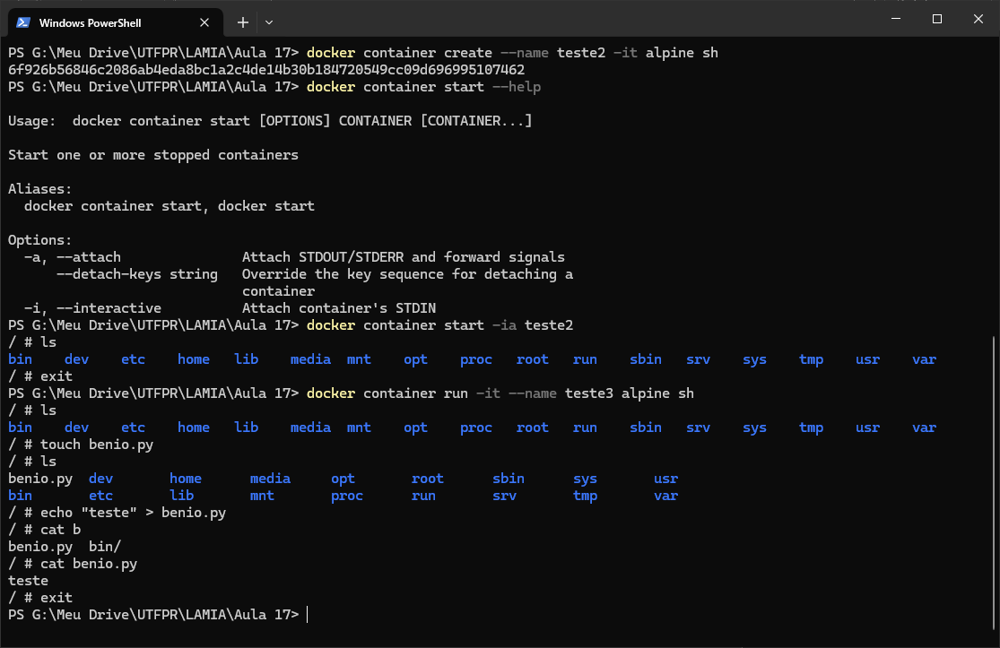 Windows PowerShell
PS G:\Meu Drive\UTFPR\LAMIA\Aula 17> docker container create --name teste2 -it alpine sh
6f926b56846c2086ab4eda8bc1a2c4de14b30b184720549cc09d696995107462
PS G:\Meu Drive\UTFPR\LAMIA\Aula 17> docker container start --help
Usage:  docker container start [OPTIONS] CONTAINER [CONTAINER...]
Start one or more stopped containers
Aliases:
  docker container start, docker start
Options:
  -a, --attach               Attach STDOUT/STDERR and forward signals
      --detach-keys string   Override the key sequence for detaching a
                             container
  -i, --interactive          Attach container's STDIN
PS G:\Meu Drive\UTFPR\LAMIA\Aula 17> docker container start -ia teste2
/ # ls
bin    dev    etc    home   lib    media  mnt    opt    proc   root   run    sbin   srv    sys    tmp    usr    var
/ # exit
PS G:\Meu Drive\UTFPR\LAMIA\Aula 17> docker container run -it --name teste3 alpine sh
/ # ls
bin    dev    etc    home   lib    media  mnt    opt    proc   root   run    sbin   srv    sys    tmp    usr    var
/ # touch benio.py
/ # ls
benio.py  dev       home      media     opt       root      sbin      sys       usr
bin       etc       lib       mnt       proc      run       srv       tmp       var
/ # echo "teste" > benio.py
/ # cat b
benio.py  bin/
/ # cat benio.py
teste
/ # exit
PS G:\Meu Drive\UTFPR\LAMIA\Aula 17>